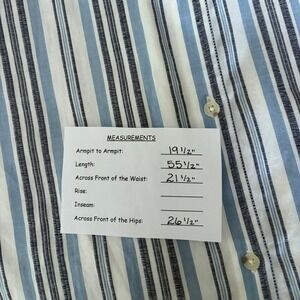 MEASUREMENTS
Armpit to Armpit: 19 1/2"
Length: 55 1/2"
Across Front of the Waist: 21 1/2"
Rise:
Inseam:
Across Front of the Hips: 26 1/2"